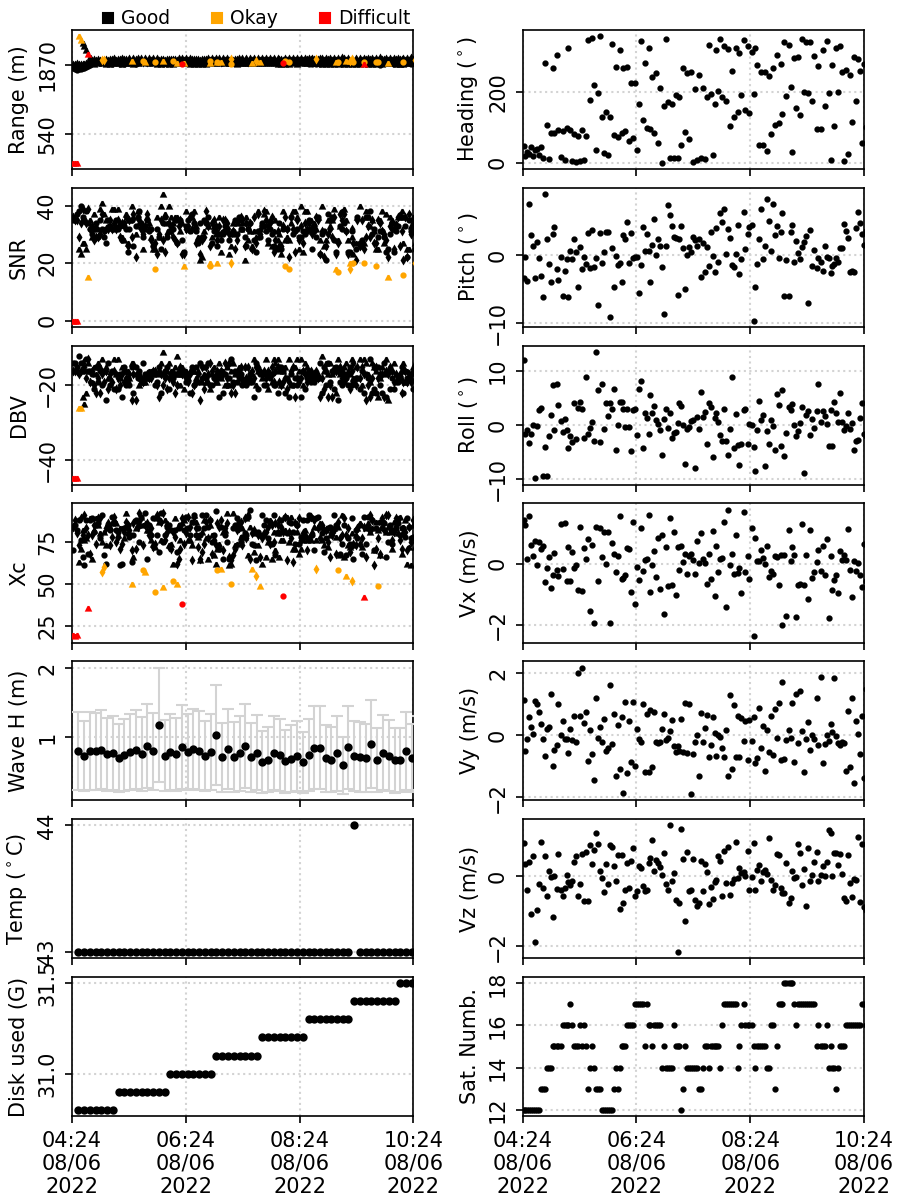 Good Okay Difficult
Range (m)
1870
540
Heading (°)
200
0
SNR
40
20
0
Pitch (°)
0
−10
DBV
−20
−40
Roll (°)
10
0
−10
Xc
75
50
25
Vx (m/s)
0
−2
Wave H (m)
2
1
Vy (m/s)
2
0
−2
Temp (°C)
44
43
Vz (m/s)
0
−2
Disk used (G)
31.5
31.0
Sat. Numb.
18
16
14
12
04:24 06:24 08:24 10:24
08/06 08/06 08/06 08/06
2022 2022 2022 2022
04:24 06:24 08:24 10:24
08/06 08/06 08/06 08/06
2022 2022 2022 2022